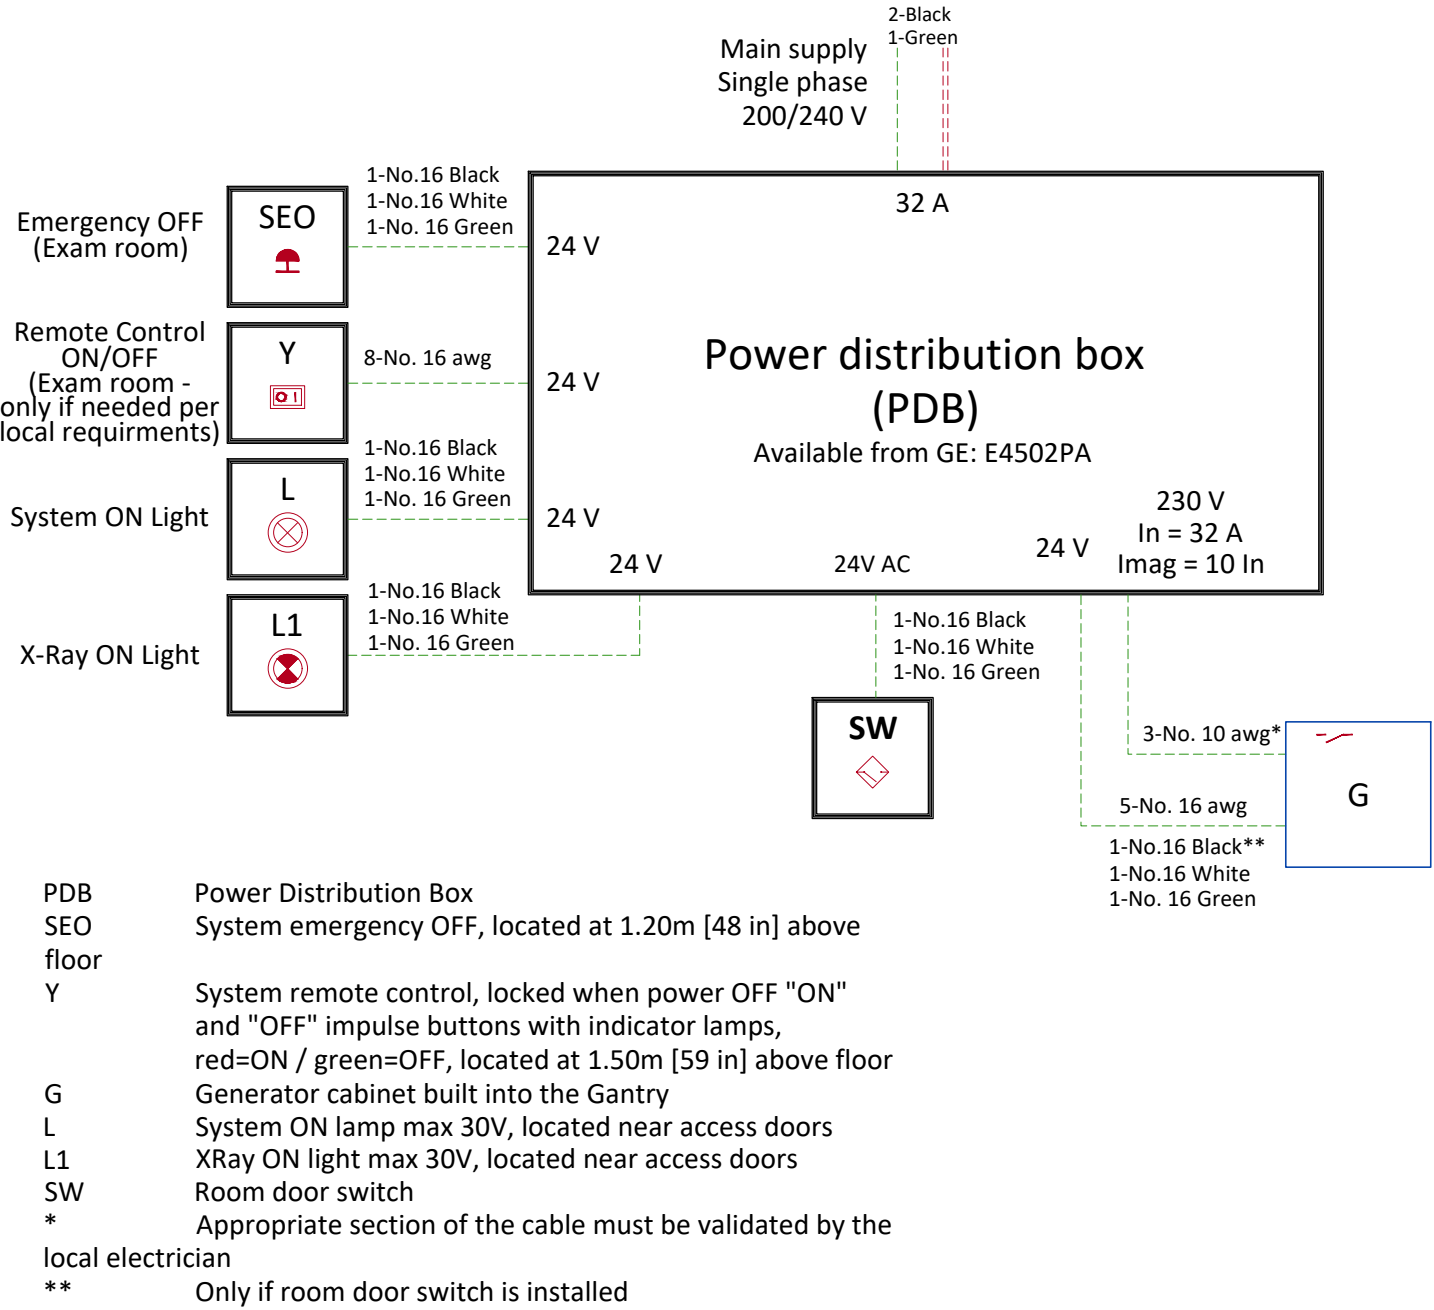 2-Black
1-Green
Main supply
Single phase
200/240 V
32 A
Emergency OFF
(Exam room)
SEO
1-No.16 Black
1-No.16 White
1-No. 16 Green
24 V
Remote Control
ON/OFF
(Exam room -
only if needed per
local requirments)
Y
8-No. 16 awg
24 V
Power distribution box
(PDB)
Available from GE: E4502PA
System ON Light
L
1-No.16 Black
1-No.16 White
1-No. 16 Green
24 V
24 V
24V AC
24 V
230 V
In = 32 A
Imag = 10 In
X-Ray ON Light
L1
1-No.16 Black
1-No.16 White
1-No. 16 Green
1-No.16 Black
1-No.16 White
1-No. 16 Green
SW
3-No. 10 awg*
G
5-No. 16 awg
1-No.16 Black**
1-No.16 White
1-No. 16 Green
PDB Power Distribution Box
SEO System emergency OFF, located at 1.20m [48 in] above
floor
Y System remote control, locked when power OFF "ON"
and "OFF" impulse buttons with indicator lamps,
red=ON / green=OFF, located at 1.50m [59 in] above floor
G Generator cabinet built into the Gantry
L System ON lamp max 30V, located near access doors
L1 XRay ON light max 30V, located near access doors
SW Room door switch
* Appropriate section of the cable must be validated by the
local electrician
** Only if room door switch is installed